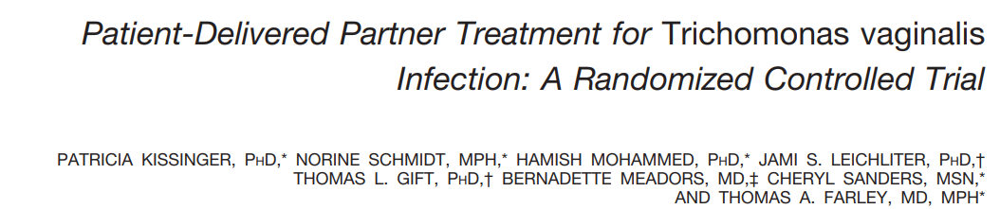 Patient-Delivered Partner Treatment for Trichomonas vaginalis
Infection: A Randomized Controlled Trial
PATRICIA KISSINGER, PHD,* NORINE SCHMIDT, MPH,* HAMISH MOHAMMED, PHD,* JAMI S. LEICHLITER, PHD,†
THOMAS L. GIFT, PHD,† BERNADETTE MEADORS, MD,‡ CHERYL SANDERS, MSN,*
AND THOMAS A. FARLEY, MD, MPH*